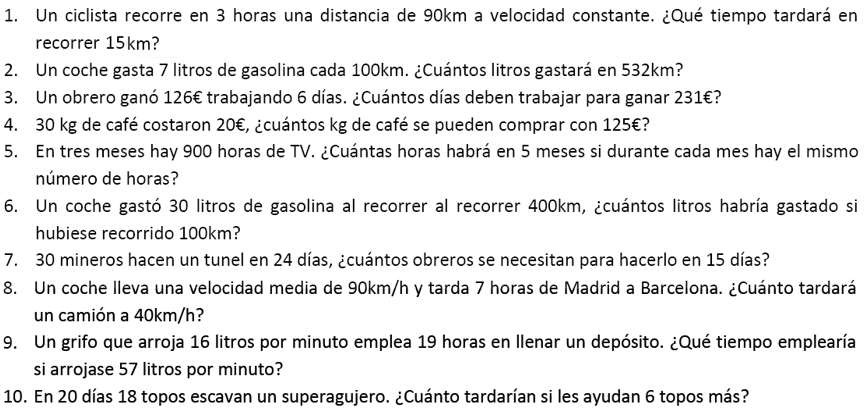 1. Un ciclista recorre en 3 horas una distancia de 90km a velocidad constante. ¿Qué tiempo tardará en
recorrer 15km?
2. Un coche gasta 7 litros de gasolina cada 100km. ¿Cuántos litros gastará en 532km?
3. Un obrero ganó 126€ trabajando 6 días. ¿Cuántos días deben trabajar para ganar 231€?
4. 30 kg de café costaron 20€, ¿cuántos kg de café se pueden comprar con 125€?
5. En tres meses hay 900 horas de TV. ¿Cuántas horas habrá en 5 meses si durante cada mes hay el mismo
número de horas?
6. Un coche gastó 30 litros de gasolina al recorrer al recorrer 400km, ¿cuántos litros habría gastado si
hubiese recorrido 100km?
7. 30 mineros hacen un tunel en 24 días, ¿cuántos obreros se necesitan para hacerlo en 15 días?
8. Un coche lleva una velocidad media de 90km/h y tarda 7 horas de Madrid a Barcelona. ¿Cuánto tardará
un camión a 40km/h?
9. Un grifo que arroja 16 litros por minuto emplea 19 horas en llenar un depósito. ¿Qué tiempo emplearía
si arrojase 57 litros por minuto?
10. En 20 días 18 topos escavan un superagujero. ¿Cuánto tardarían si les ayudan 6 topos más?